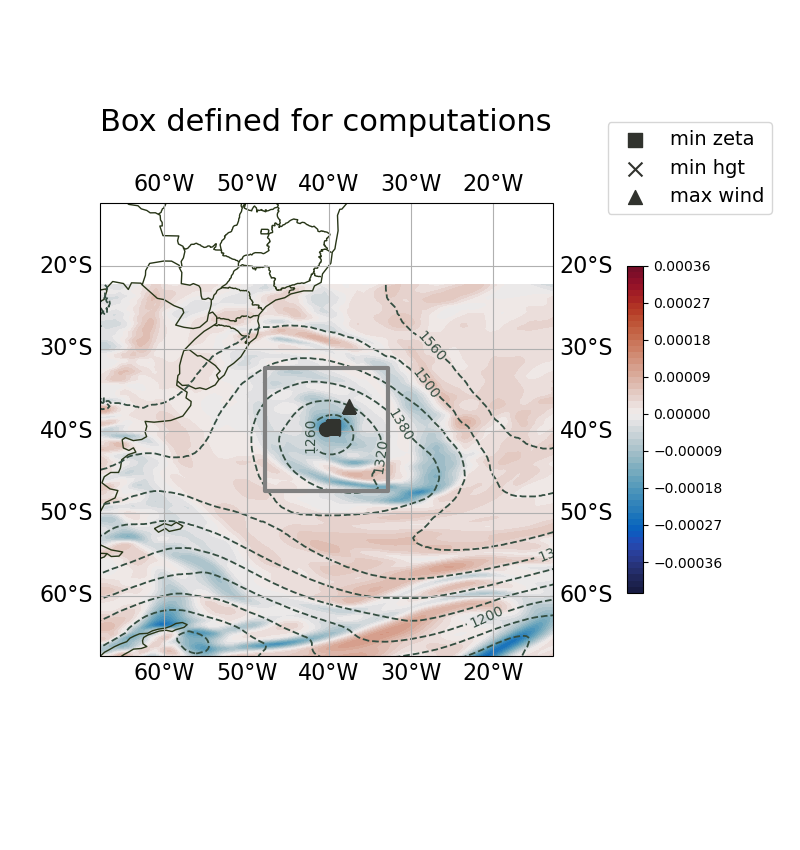 Box defined for computations
min zeta
min hgt
max wind
60°W 50°W 40°W 30°W 20°W
20°S 20°S
30°S 30°S
40°S 40°S
50°S 50°S
60°S 60°S
60°W 50°W 40°W 30°W 20°W
1560
1500
1380
1320
1260
13
1200
0.00036
0.00027
0.00018
0.00009
0.00000
−0.00009
−0.00018
−0.00027
−0.00036